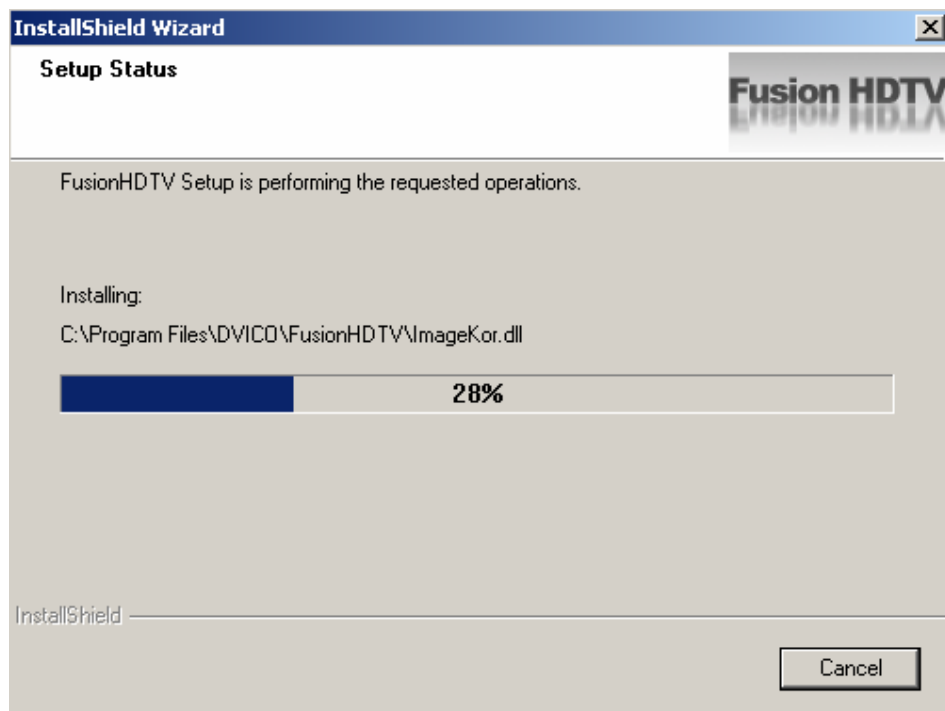 InstallShield Wizard
Setup Status
Fusion HDTV
FusionHDTV Setup is performing the requested operations.
Installing:
C:\Program Files\DVICO\FusionHDTV\ImageKor.dll
28%
InstallShield
Cancel